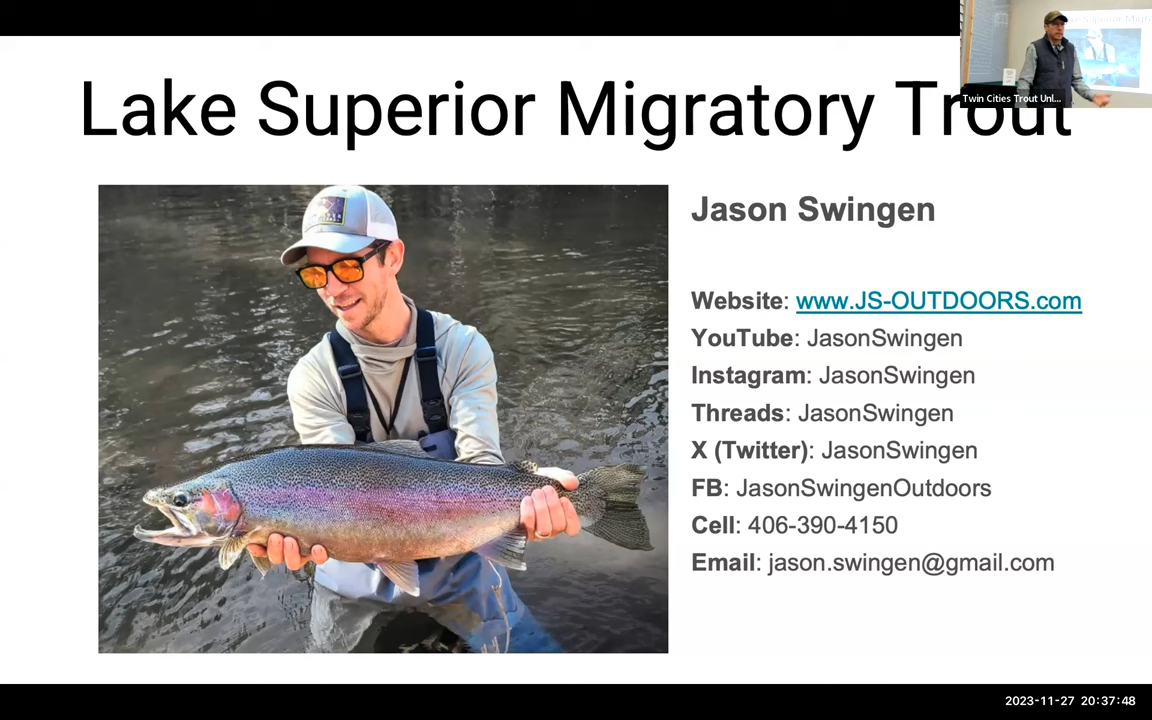 Lake Superior Migratory Trout
Twin Cities Trout Unl...
Jason Swingen
Website: www.JS-OUTDOORS.com
YouTube: JasonSwingen
Instagram: JasonSwingen
Threads: JasonSwingen
X (Twitter): JasonSwingen
FB: JasonSwingenOutdoors
Cell: 406-390-4150
Email: jason.swingen@gmail.com
2023-11-27 20:37:48